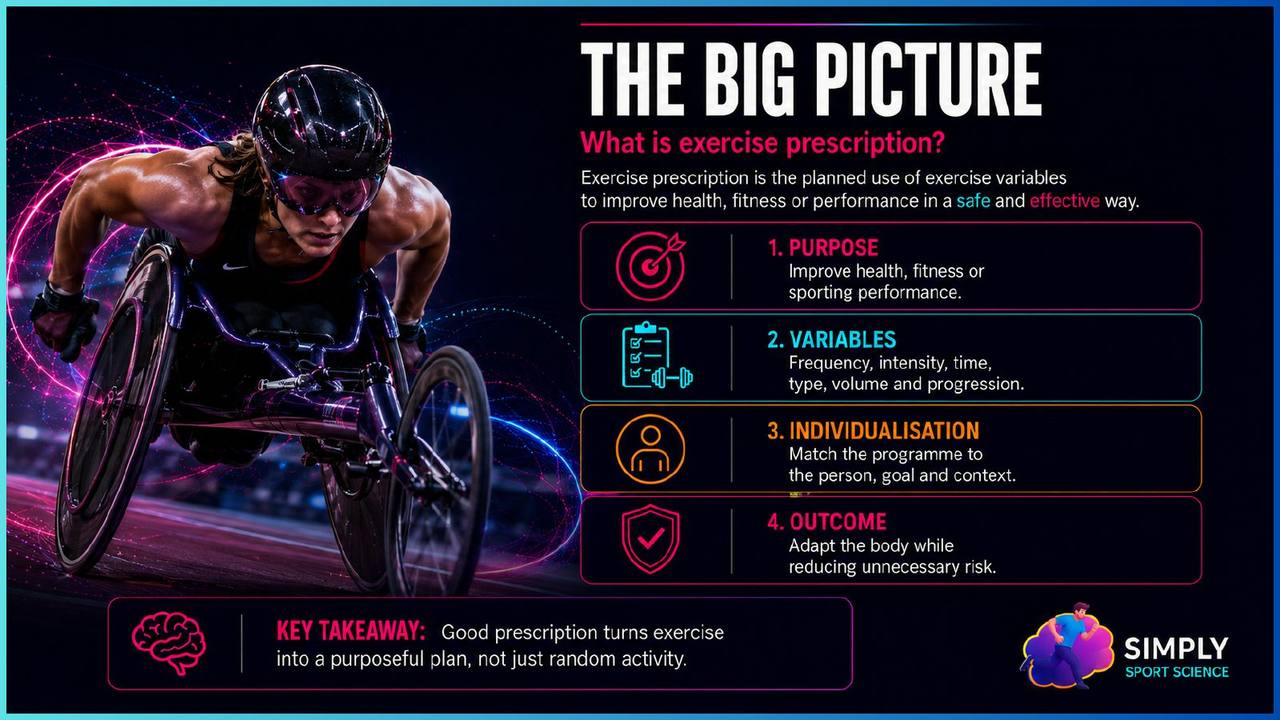 THE BIG PICTURE
What is exercise prescription?
Exercise prescription is the planned use of exercise variables
to improve health, fitness or performance in a safe and effective way.
1. PURPOSE
Improve health, fitness or
sporting performance.
2. VARIABLES
Frequency, intensity, time,
type, volume and progression.
3. INDIVIDUALISATION
Match the programme to
the person, goal and context.
4. OUTCOME
Adapt the body while
reducing unnecessary risk.
KEY TAKEAWAY: Good prescription turns exercise
into a purposeful plan, not just random activity.
SIMPLY
SPORT SCIENCE